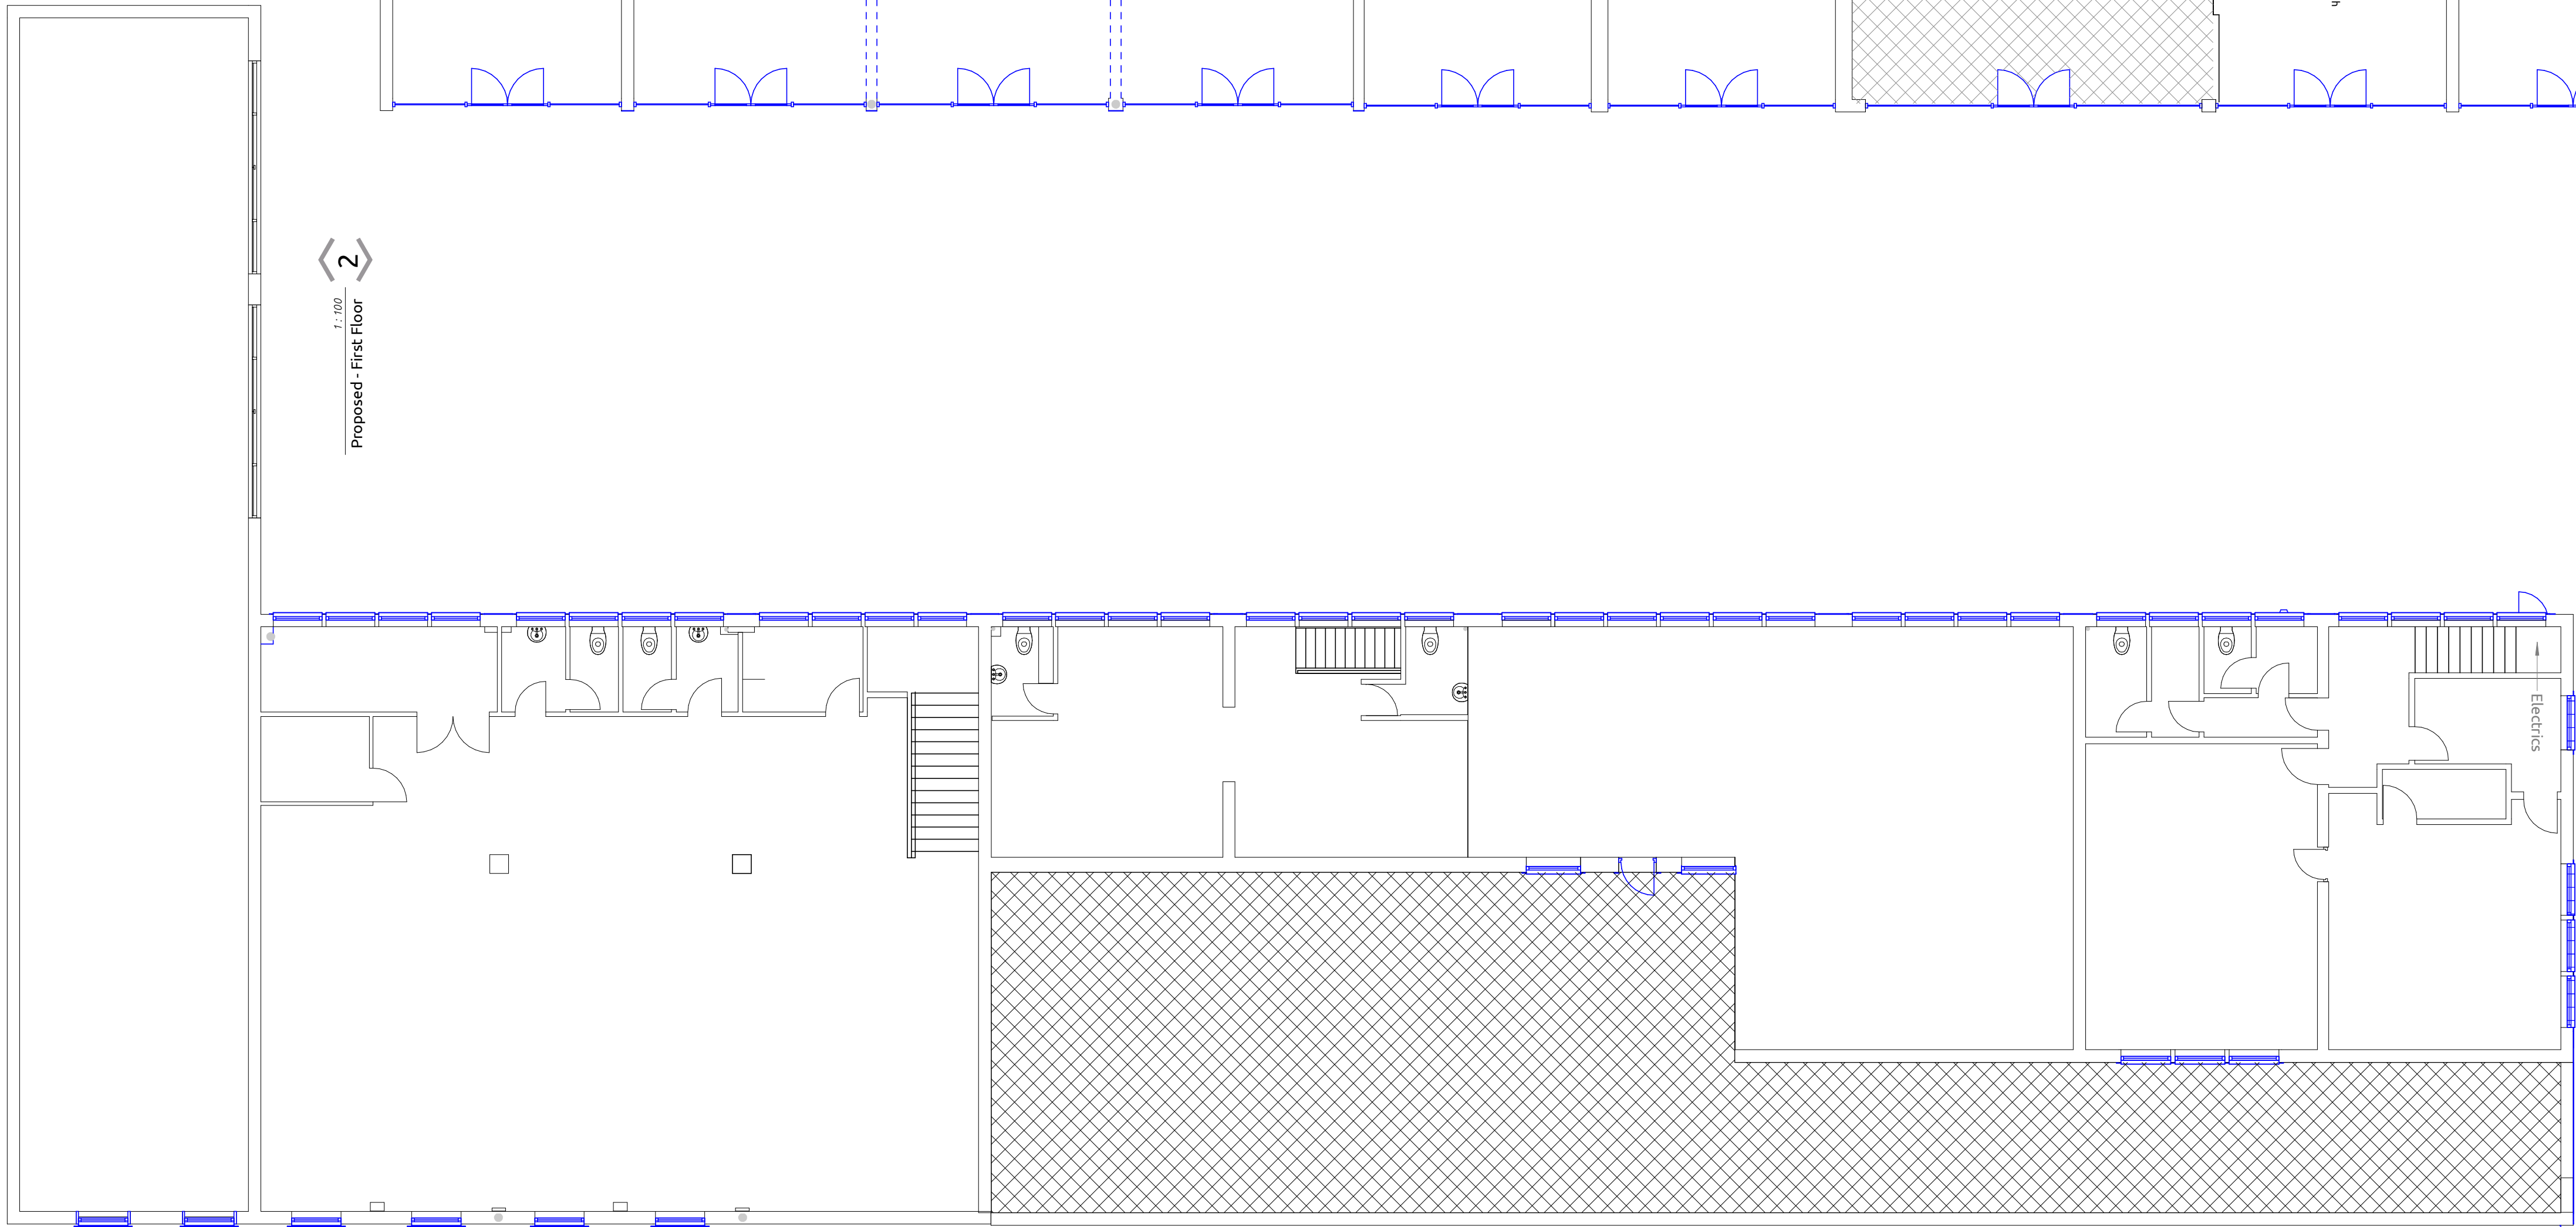 2
1 : 100
Proposed - First Floor
Electrics